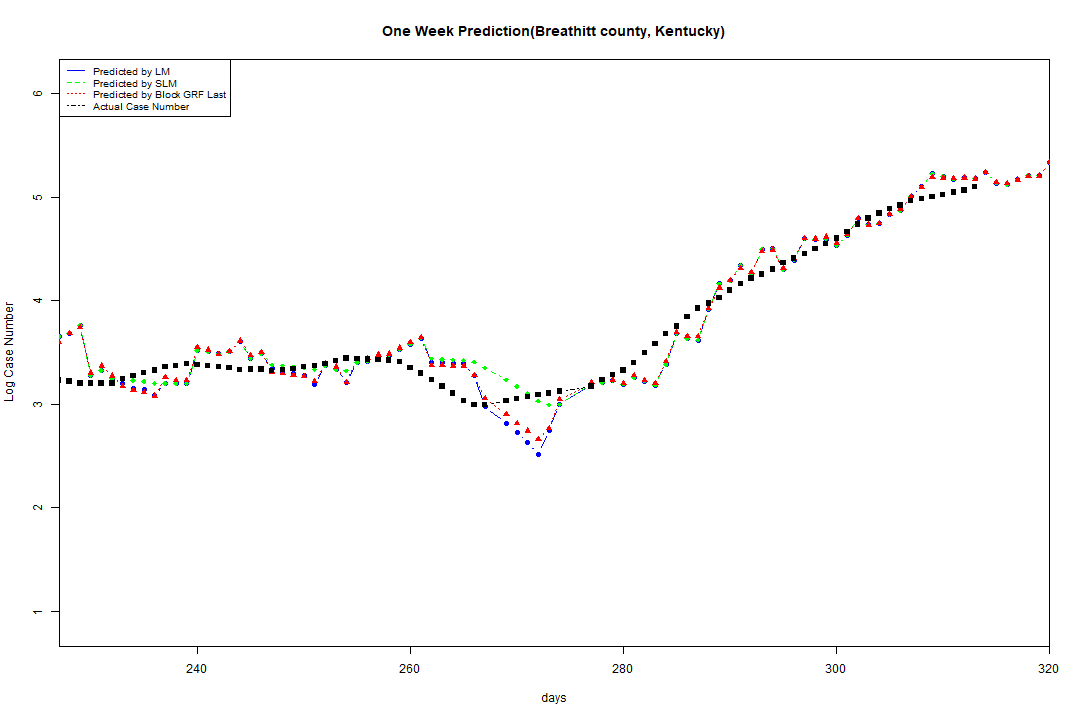 One Week Prediction(Breathitt county, Kentucky)
Predicted by LM
Predicted by SLM
Predicted by Block GRF Last
Actual Case Number
6
5
4
3
2
1
Log Case Number
240 260 280 300 320
days